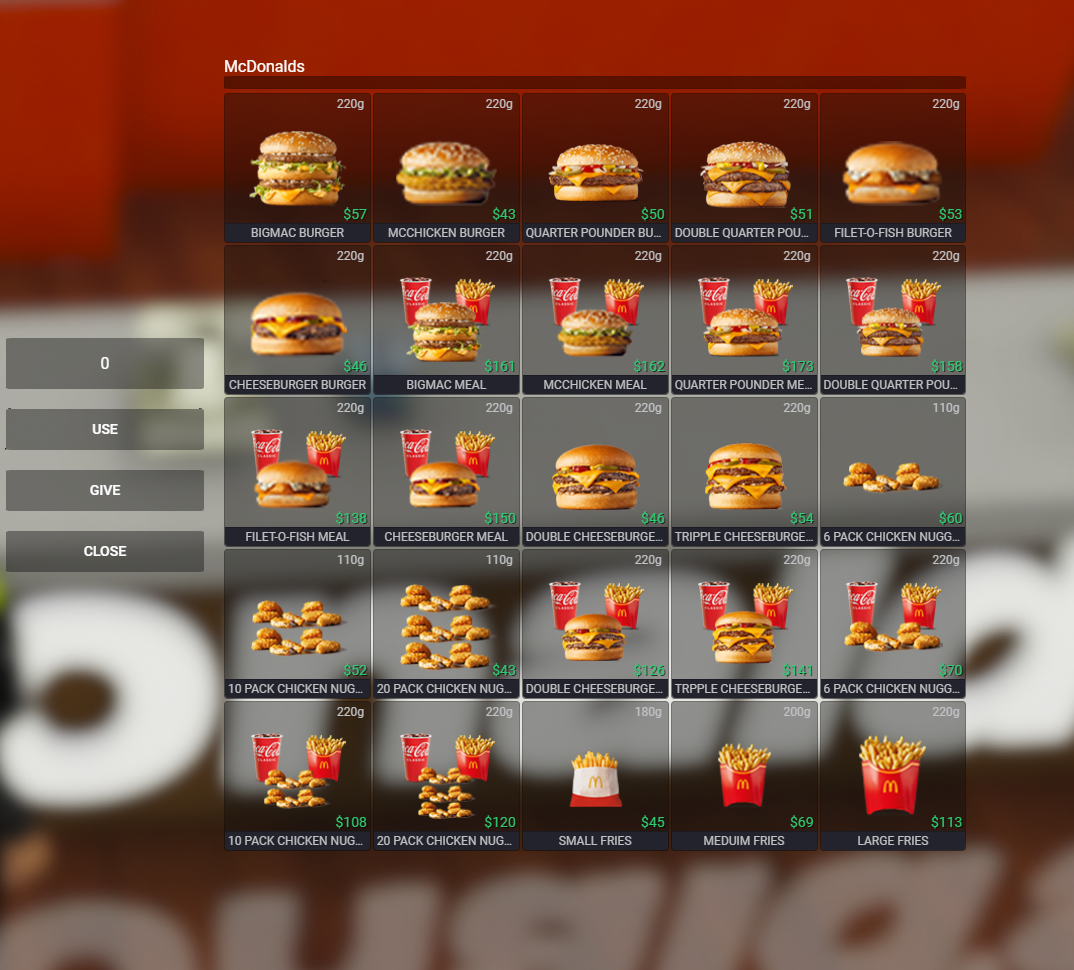 McDonalds
220g
$57
BIGMAC BURGER
220g
$43
MCCHICKEN BURGER
220g
$50
QUARTER POUNDER BU...
220g
$51
DOUBLE QUARTER POU...
220g
$53
FILET-O-FISH BURGER
220g
$46
CHEESEBURGER BURGER
220g
$161
BIGMAC MEAL
220g
$162
MCCHICKEN MEAL
220g
$173
QUARTER POUNDER ME...
220g
$158
DOUBLE QUARTER POU...
0
USE
GIVE
CLOSE
220g
$138
FILET-O-FISH MEAL
220g
$150
CHEESEBURGER MEAL
220g
$46
DOUBLE CHEESEBURGE...
220g
$54
TRIPPLE CHEESEBURGE...
110g
$60
6 PACK CHICKEN NUGG...
110g
$52
10 PACK CHICKEN NUG...
110g
$43
20 PACK CHICKEN NUG...
220g
$126
DOUBLE CHEESEBURGE...
220g
$141
TRPPLE CHEESEBURGE...
220g
$70
6 PACK CHICKEN NUGG...
220g
$108
10 PACK CHICKEN NUG...
220g
$120
20 PACK CHICKEN NUG...
180g
$45
SMALL FRIES
200g
$69
MEDUIM FRIES
220g
$113
LARGE FRIES